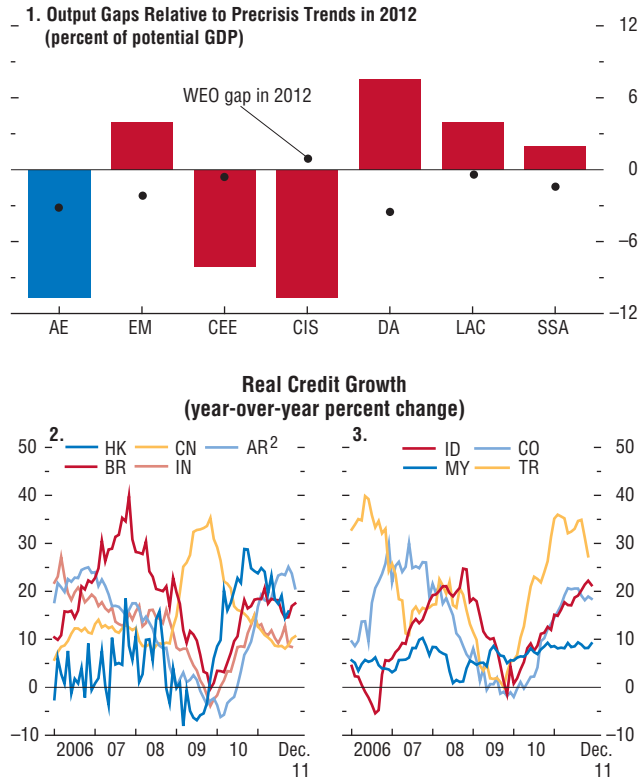 1. Output Gaps Relative to Precrisis Trends in 2012
(percent of potential GDP)
12
WEO gap in 2012
6
0
–6
–12
AE EM CEE CIS DA LAC SSA
Real Credit Growth
(year-over-year percent change)
2.
HK CN AR2
BR IN
50
40
30
20
10
0
–10
2006 07 08 09 10 Dec.
11
3.
ID CO
MY TR
50
40
30
20
10
0
–10
2006 07 08 09 10 Dec.
11